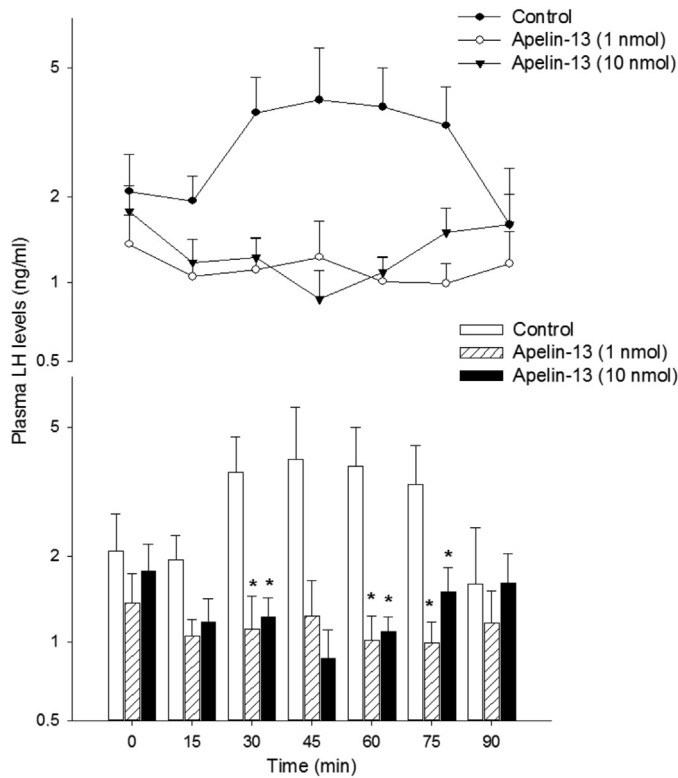 Control
Apelin-13 (1 nmol)
Apelin-13 (10 nmol)
5
2
1
0.5
Plasma LH levels (ng/ml)
Control
Apelin-13 (1 nmol)
Apelin-13 (10 nmol)
5
2
1
0.5
* *
* *
* *
0 15 30 45 60 75 90
Time (min)